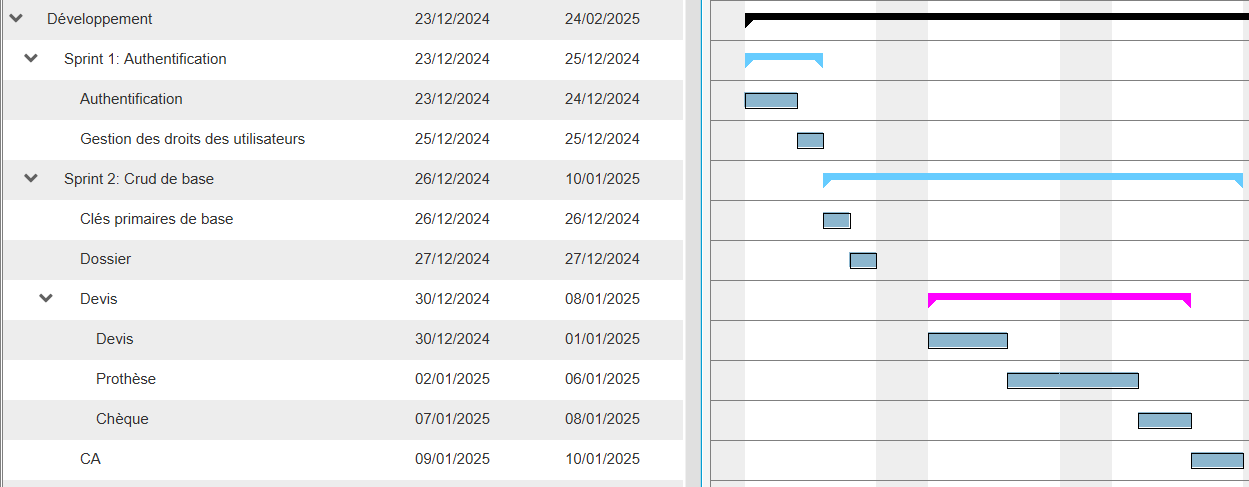 Développement 23/12/2024 24/02/2025
Sprint 1: Authentification 23/12/2024 25/12/2024
Authentification 23/12/2024 24/12/2024
Gestion des droits des utilisateurs 25/12/2024 25/12/2024
Sprint 2: Crud de base 26/12/2024 10/01/2025
Clés primaires de base 26/12/2024 26/12/2024
Dossier 27/12/2024 27/12/2024
Devis 30/12/2024 08/01/2025
Devis 30/12/2024 01/01/2025
Prothèse 02/01/2025 06/01/2025
Chèque 07/01/2025 08/01/2025
CA 09/01/2025 10/01/2025